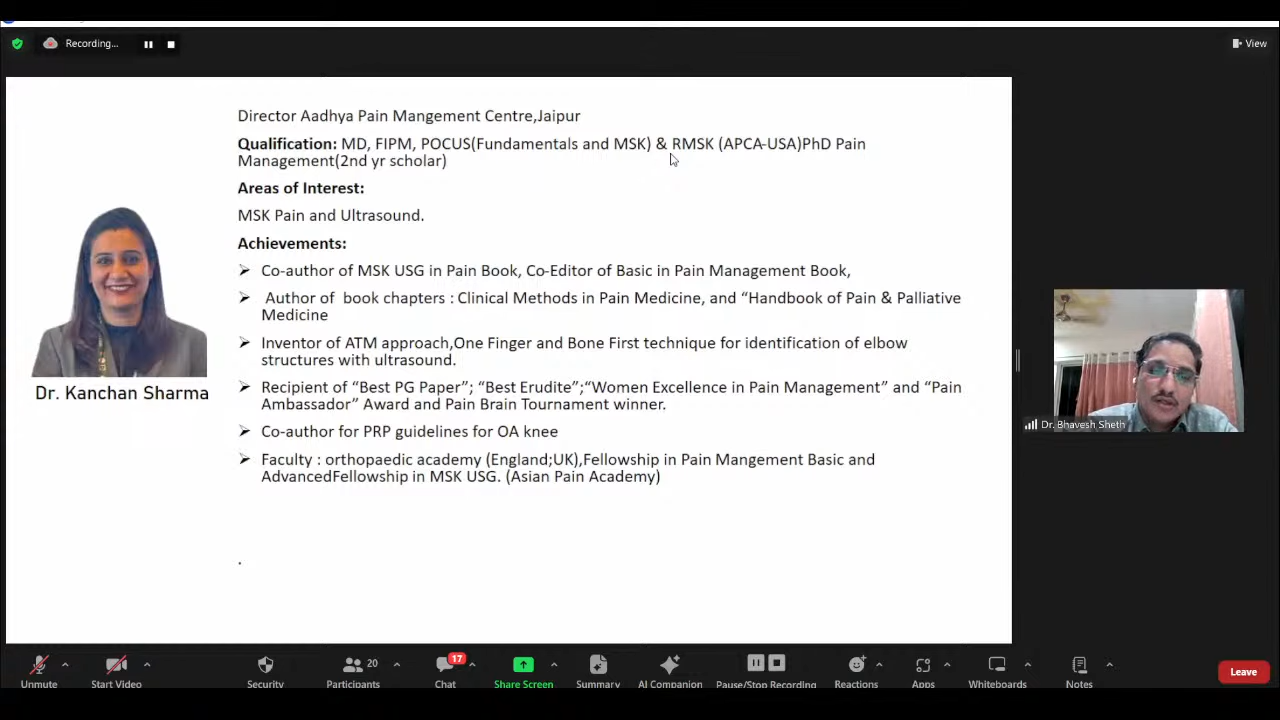 Recording...
View
Director Aadhya Pain Mangement Centre,Jaipur
Qualification: MD, FIPM, POCUS(Fundamentals and MSK) & RMSK (APCA-USA)PhD Pain
Management(2nd yr scholar)
Areas of Interest:
MSK Pain and Ultrasound.
Achievements:
Co-author of MSK USG in Pain Book, Co-Editor of Basic in Pain Management Book,
Author of book chapters : Clinical Methods in Pain Medicine, and “Handbook of Pain & Palliative
Medicine
Inventor of ATM approach,One Finger and Bone First technique for identification of elbow
structures with ultrasound.
Recipient of “Best PG Paper”; “Best Erudite”;“Women Excellence in Pain Management” and “Pain
Ambassador” Award and Pain Brain Tournament winner.
Co-author for PRP guidelines for OA knee
Faculty : orthopaedic academy (England;UK),Fellowship in Pain Mangement Basic and
AdvancedFellowship in MSK USG. (Asian Pain Academy)
.
Dr. Kanchan Sharma
Dr. Bhavesh Sheth
Unmute
Start Video
Security
20
Participants
17
Chat
Share Screen
Summary
AI Companion
Pause/Stop Recording
Reactions
Apps
Whiteboards
Notes
Leave